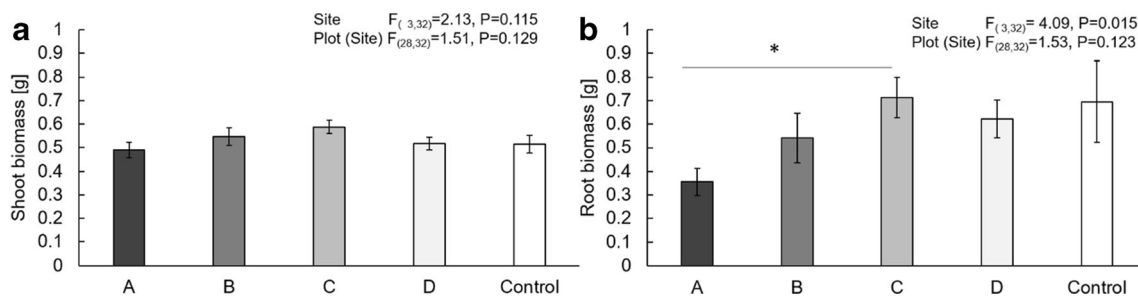 a
Site F( 3,32)=2.13, P=0.115
Plot (Site) F(28,32)=1.51, P=0.129
Shoot biomass [g]
1
0.9
0.8
0.7
0.6
0.5
0.4
0.3
0.2
0.1
0
A B C D Control
b
Site F( 3,32)= 4.09, P=0.015
Plot (Site) F(28,32)=1.53, P=0.123
*
Root biomass [g]
1
0.9
0.8
0.7
0.6
0.5
0.4
0.3
0.2
0.1
0
A B C D Control